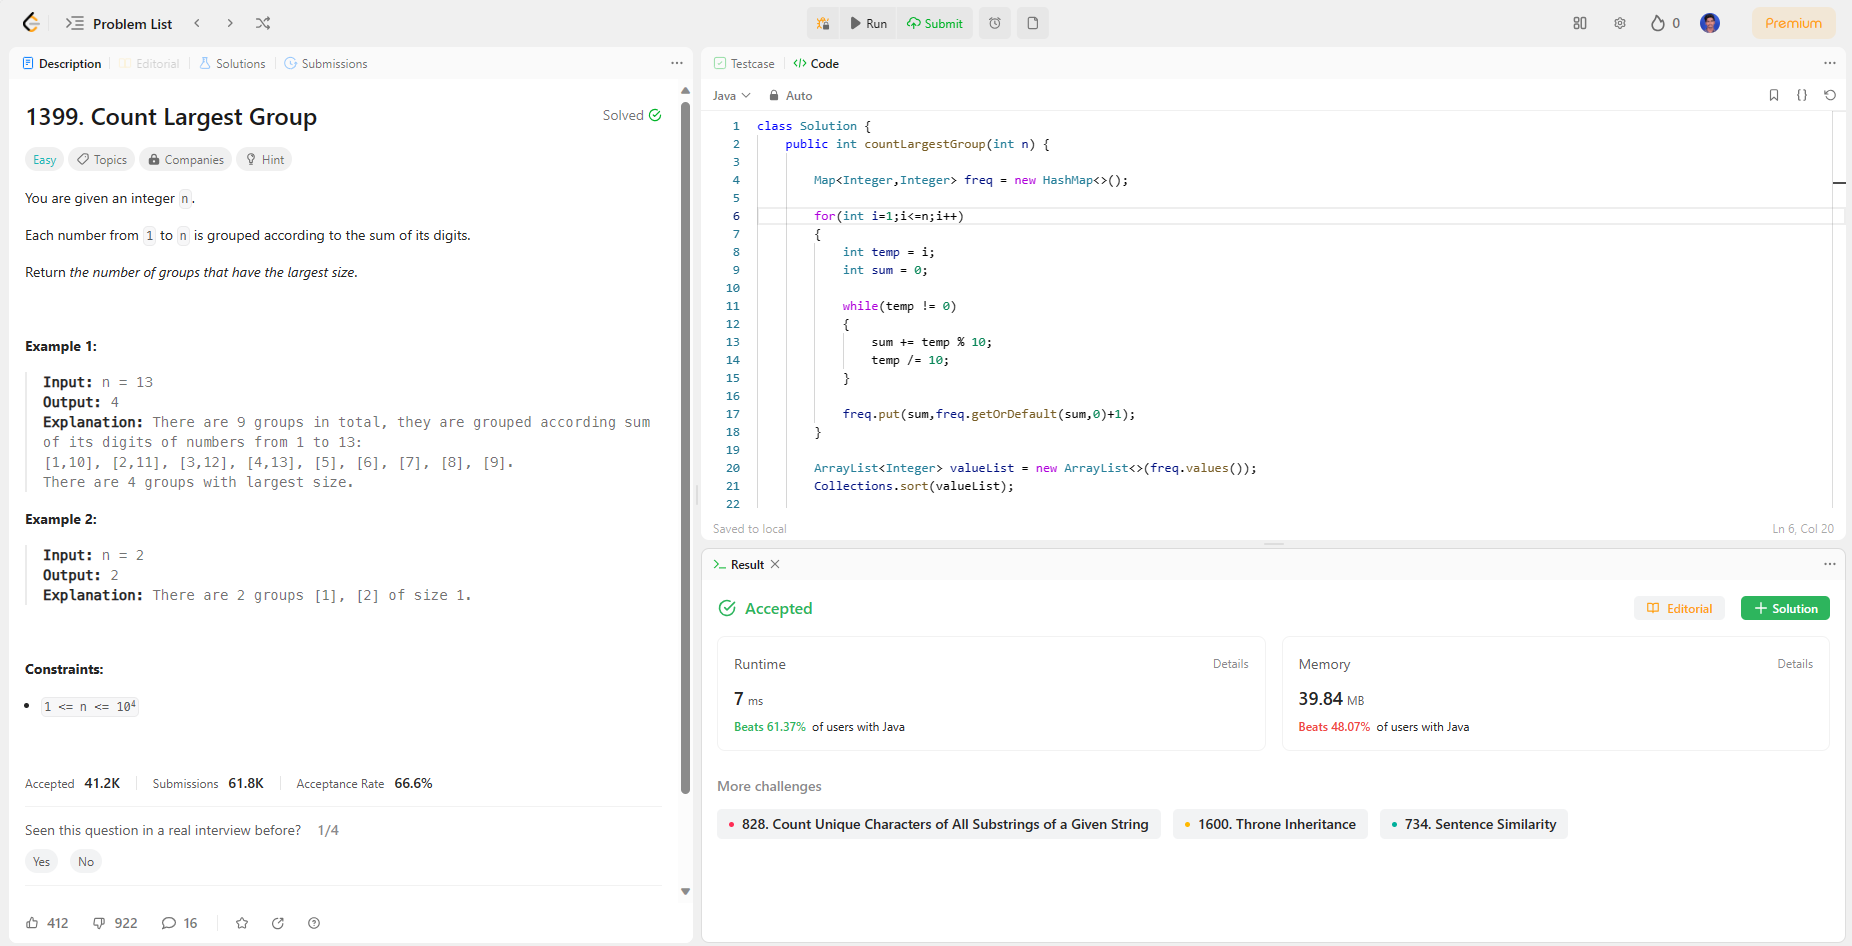 Problem List
Run
Submit
0
Premium
Description
Editorial
Solutions
Submissions
1399. Count Largest Group
Solved
Easy
Topics
Companies
Hint
You are given an integer n.
Each number from 1 to n is grouped according to the sum of its digits.
Return the number of groups that have the largest size.
Example 1:
Input: n = 13
Output: 4
Explanation: There are 9 groups in total, they are grouped according sum
of its digits of numbers from 1 to 13:
[1,10], [2,11], [3,12], [4,13], [5], [6], [7], [8], [9].
There are 4 groups with largest size.
Example 2:
Input: n = 2
Output: 2
Explanation: There are 2 groups [1], [2] of size 1.
Constraints:
1 <= n <= 10⁴
Accepted 41.2K
Submissions 61.8K
Acceptance Rate 66.6%
Seen this question in a real interview before? 1/4
Yes
No
412
922
16
Testcase
Code
Java
Auto
1 class Solution {
2 public int countLargestGroup(int n) {
3
4 Map<Integer,Integer> freq = new HashMap<>();
5
6 for(int i=1;i<=n;i++)
7 {
8 int temp = i;
9 int sum = 0;
10
11 while(temp != 0)
12 {
13 sum += temp % 10;
14 temp /= 10;
15 }
16
17 freq.put(sum,freq.getOrDefault(sum,0)+1);
18 }
19
20 ArrayList<Integer> valueList = new ArrayList<>(freq.values());
21 Collections.sort(valueList);
22
Saved to local
Ln 6, Col 20
Result
Accepted
Editorial
Solution
Runtime
Details
7 ms
Beats 61.37% of users with Java
Memory
Details
39.84 MB
Beats 48.07% of users with Java
More challenges
828. Count Unique Characters of All Substrings of a Given String
1600. Throne Inheritance
734. Sentence Similarity